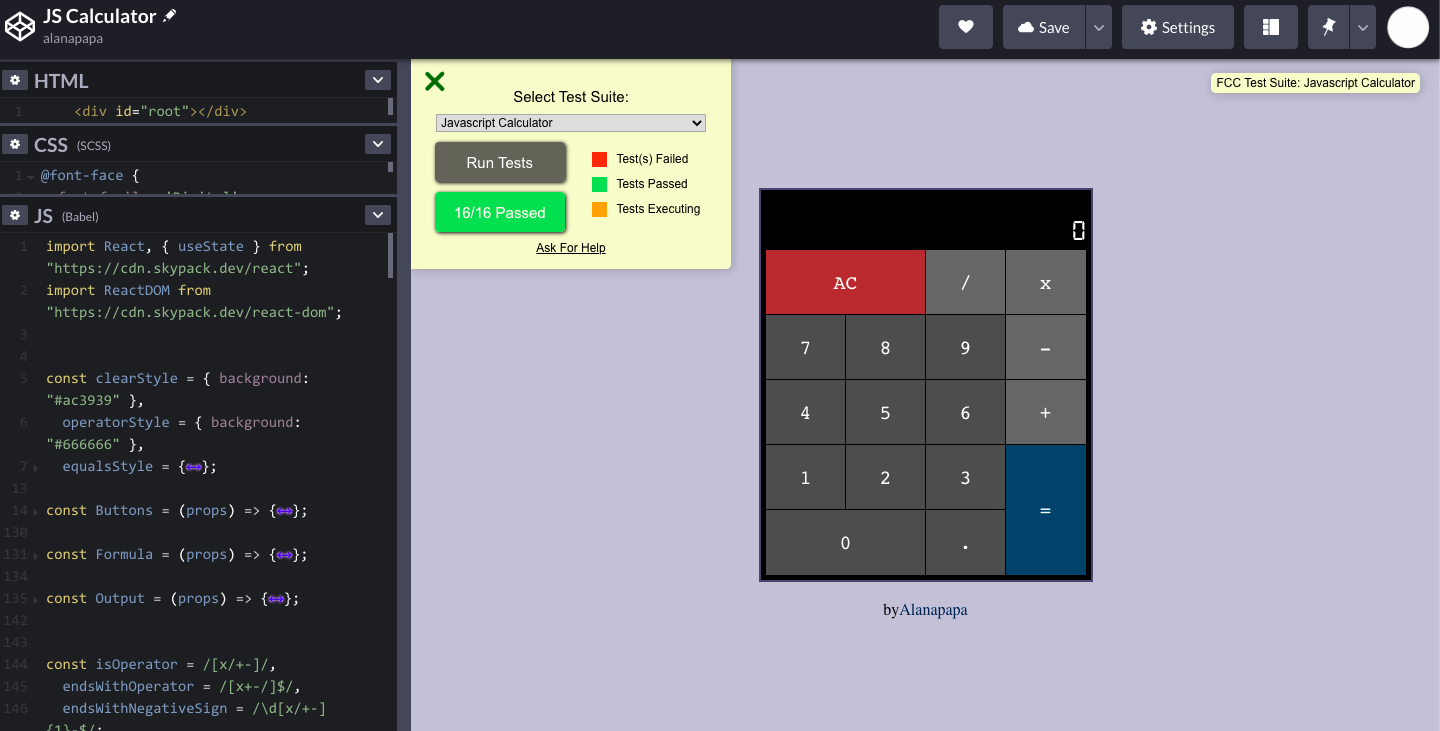 JS Calculator
alanapapa
Save
Settings
HTML
1 <div id="root"></div>
CSS (SCSS)
1 @font-face {
JS (Babel)
1 import React, { useState } from
"https://cdn.skypack.dev/react";
2 import ReactDOM from
"https://cdn.skypack.dev/react-dom";
3
4
5 const clearStyle = { background:
"#ac3939" },
6 operatorStyle = { background:
"#666666" },
7 equalsStyle = {↔};
13
14 const Buttons = (props) => {↔};
130
131 const Formula = (props) => {↔};
134
135 const Output = (props) => {↔};
142
143
144 const isOperator = /[x/+-]/,
145 endsWithOperator = /[x+-/]$/,
146 endsWithNegativeSign = /\d[x/+-]
{1}-$/;
Select Test Suite:
Javascript Calculator
Run Tests
16/16 Passed
Test(s) Failed
Tests Passed
Tests Executing
Ask For Help
FCC Test Suite: Javascript Calculator
0
AC / x
7 8 9 -
4 5 6 +
1 2 3
=
0 .
byAlanapapa